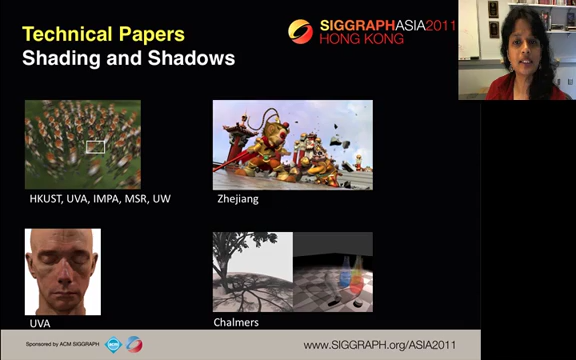 Technical Papers
Shading and Shadows
SIGGRAPHASIA2011
HONG KONG
HKUST, UVA, IMPA, MSR, UW
Zhejiang
UVA
Chalmers
Sponsored by ACM SIGGRAPH
www.SIGGRAPH.org/ASIA2011